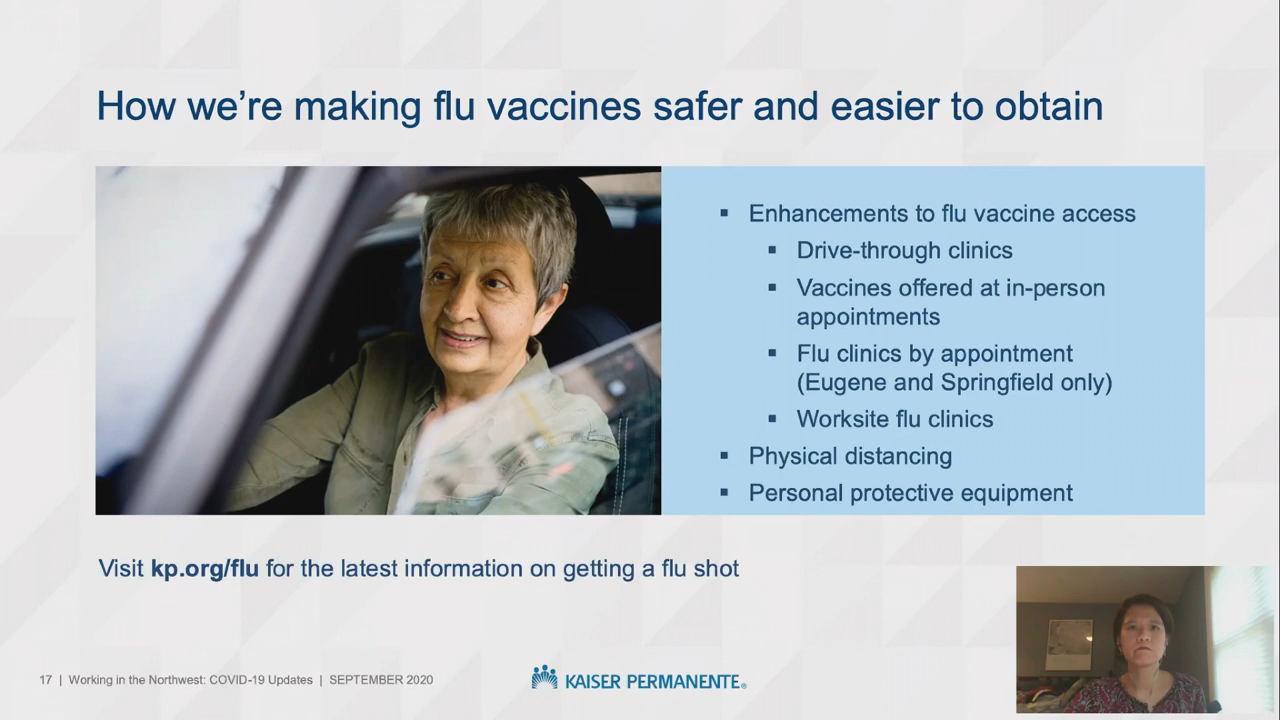 How we’re making flu vaccines safer and easier to obtain
▪ Enhancements to flu vaccine access
▪ Drive-through clinics
▪ Vaccines offered at in-person
appointments
▪ Flu clinics by appointment
(Eugene and Springfield only)
▪ Worksite flu clinics
▪ Physical distancing
▪ Personal protective equipment
Visit kp.org/flu for the latest information on getting a flu shot
17 | Working in the Northwest: COVID-19 Updates | SEPTEMBER 2020
KAISER PERMANENTE®